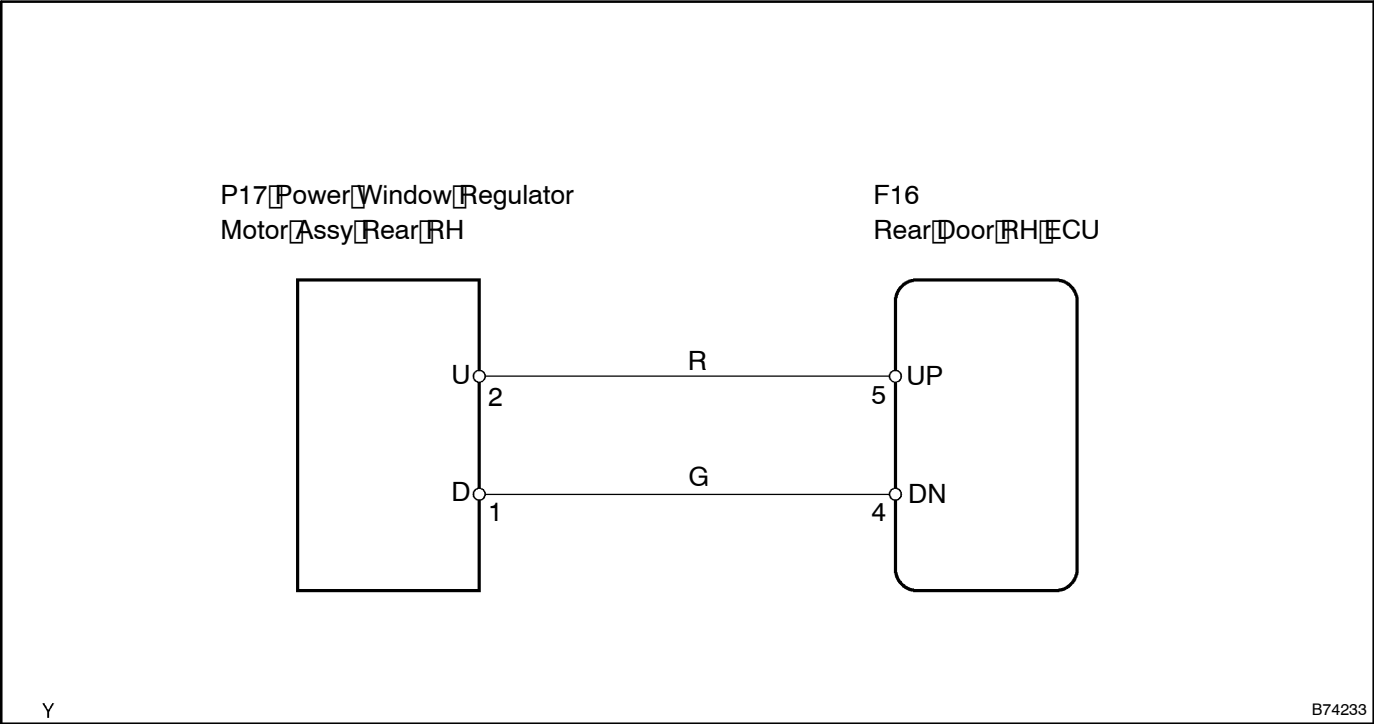 P17 Power Window Regulator
Motor Assy Rear RH
F16
Rear Door RH ECU
R
U
2
5
UP
G
D
1
4
DN
Y
B74233